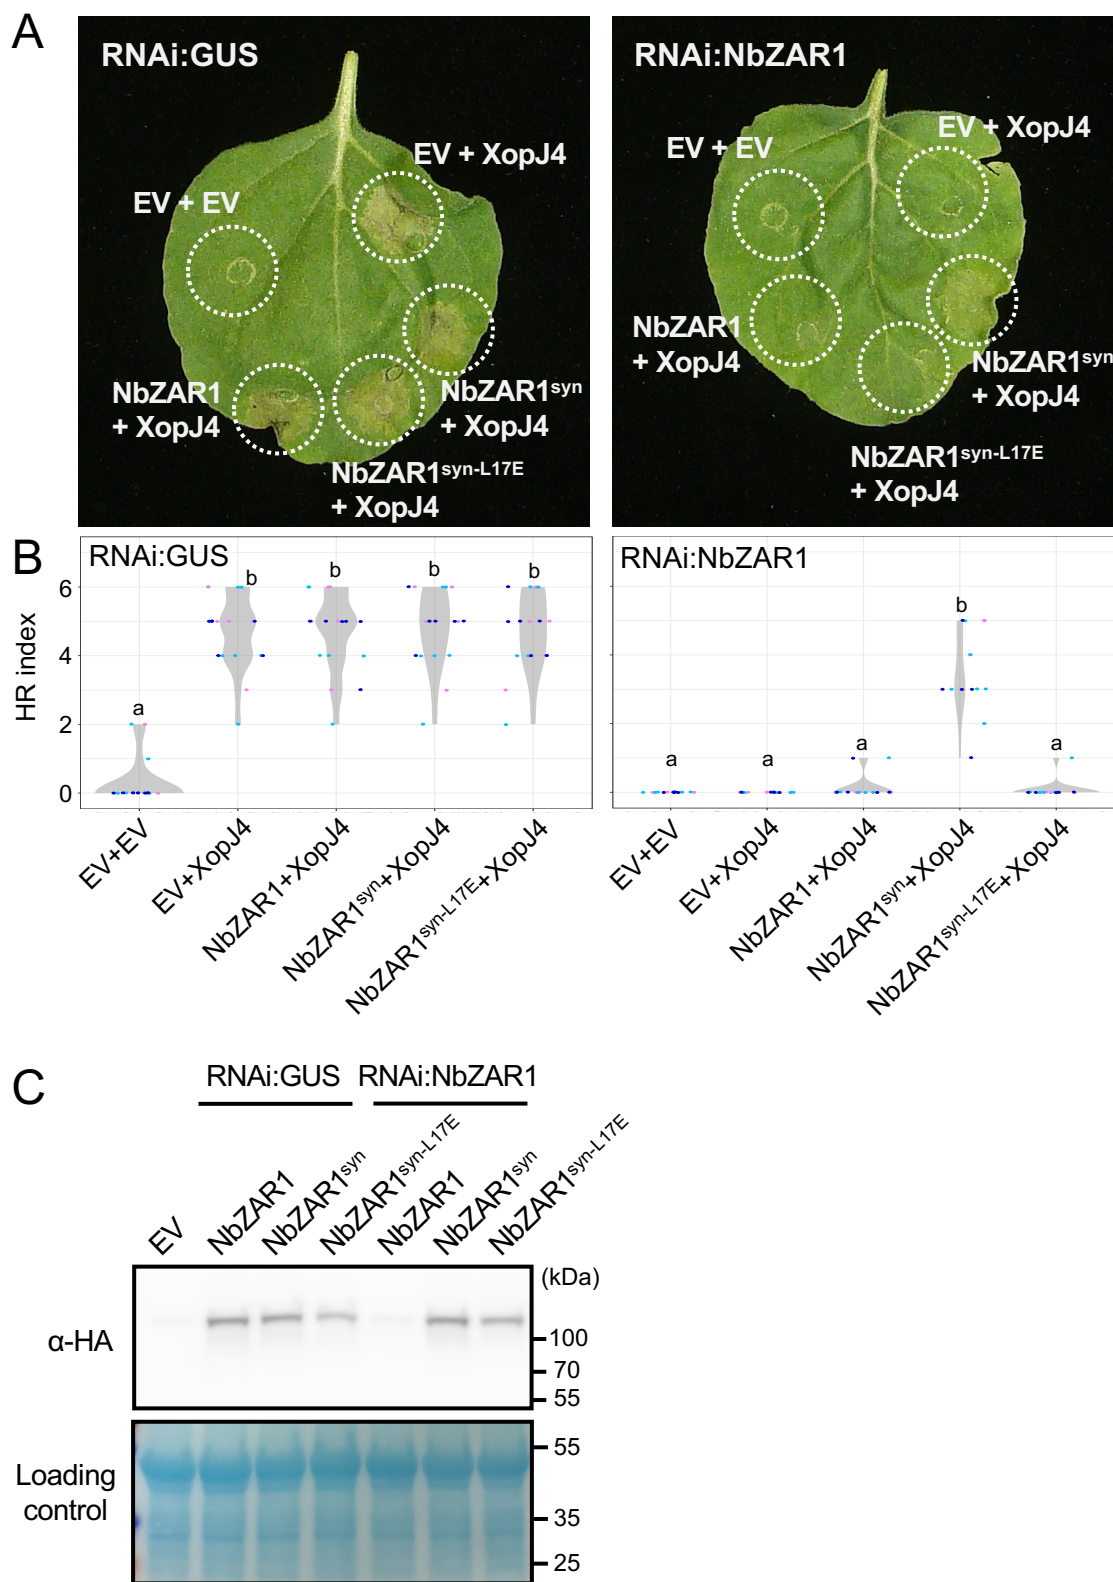 A
RNAi:GUS
EV + XopJ4
EV + EV
NbZAR1
+ XopJ4
NbZAR1syn
+ XopJ4
NbZAR1syn-L17E
+ XopJ4
RNAi:NbZAR1
EV + XopJ4
EV + EV
NbZAR1
+ XopJ4
NbZAR1syn
+ XopJ4
NbZAR1syn-L17E
+ XopJ4
B
RNAi:GUS
HR index
6
4
2
0
a
b
b
b
b
EV+EV
EV+XopJ4
NbZAR1+XopJ4
NbZAR1syn+XopJ4
NbZAR1syn-L17E+XopJ4
RNAi:NbZAR1
a
a
a
b
a
EV+EV
EV+XopJ4
NbZAR1+XopJ4
NbZAR1syn+XopJ4
NbZAR1syn-L17E+XopJ4
C
RNAi:GUS
RNAi:NbZAR1
EV
NbZAR1
NbZAR1syn
NbZAR1syn-L17E
NbZAR1
NbZAR1syn
NbZAR1syn-L17E
(kDa)
α-HA
100
70
55
Loading
control
55
35
25